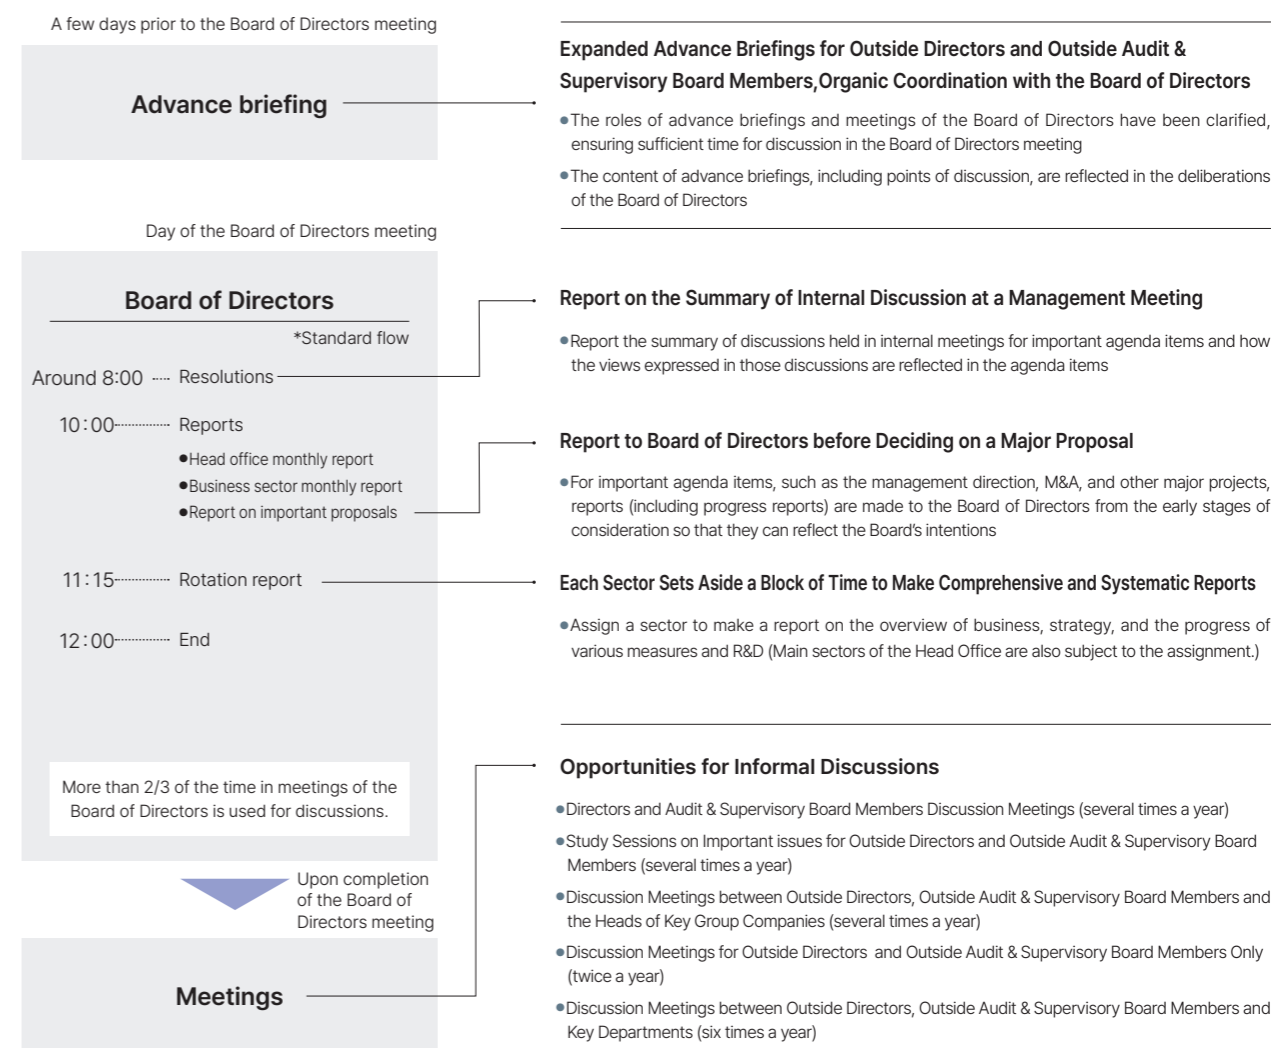 A few days prior to the Board of Directors meeting
Advance briefing
Expanded Advance Briefings for Outside Directors and Outside Audit &
Supervisory Board Members,Organic Coordination with the Board of Directors
●The roles of advance briefings and meetings of the Board of Directors have been clarified,
ensuring sufficient time for discussion in the Board of Directors meeting
●The content of advance briefings, including points of discussion, are reflected in the deliberations
of the Board of Directors
Day of the Board of Directors meeting
Board of Directors
*Standard flow
Around 8:00 Resolutions
10:00 Reports
●Head office monthly report
●Business sector monthly report
●Report on important proposals
11:15 Rotation report
12:00 End
More than 2/3 of the time in meetings of the
Board of Directors is used for discussions.
Report on the Summary of Internal Discussion at a Management Meeting
●Report the summary of discussions held in internal meetings for important agenda items and how
the views expressed in those discussions are reflected in the agenda items
Report to Board of Directors before Deciding on a Major Proposal
●For important agenda items, such as the management direction, M&A, and other major projects,
reports (including progress reports) are made to the Board of Directors from the early stages of
consideration so that they can reflect the Board's intentions
Each Sector Sets Aside a Block of Time to Make Comprehensive and Systematic Reports
●Assign a sector to make a report on the overview of business, strategy, and the progress of
various measures and R&D (Main sectors of the Head Office are also subject to the assignment.)
Upon completion
of the Board of
Directors meeting
Meetings
Opportunities for Informal Discussions
●Directors and Audit & Supervisory Board Members Discussion Meetings (several times a year)
●Study Sessions on Important issues for Outside Directors and Outside Audit & Supervisory Board
Members (several times a year)
●Discussion Meetings between Outside Directors, Outside Audit & Supervisory Board Members and
the Heads of Key Group Companies (several times a year)
●Discussion Meetings for Outside Directors and Outside Audit & Supervisory Board Members Only
(twice a year)
●Discussion Meetings between Outside Directors, Outside Audit & Supervisory Board Members and
Key Departments (six times a year)